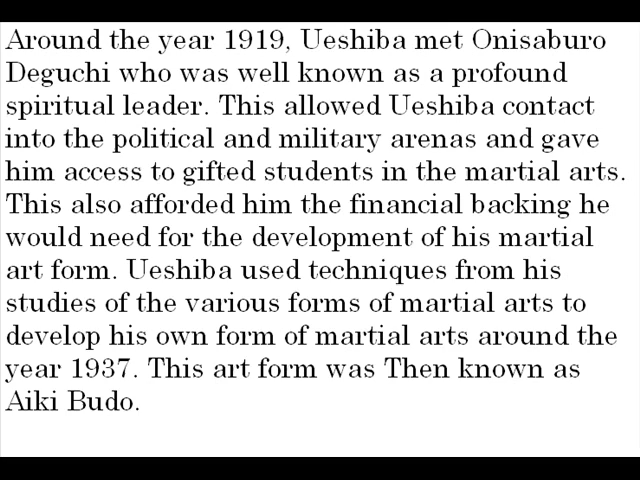 Around the year 1919, Ueshiba met Onisaburo
Deguchi who was well known as a profound
spiritual leader. This allowed Ueshiba contact
into the political and military arenas and gave
him access to gifted students in the martial arts.
This also afforded him the financial backing he
would need for the development of his martial
art form. Ueshiba used techniques from his
studies of the various forms of martial arts to
develop his own form of martial arts around the
year 1937. This art form was Then known as
Aiki Budo.